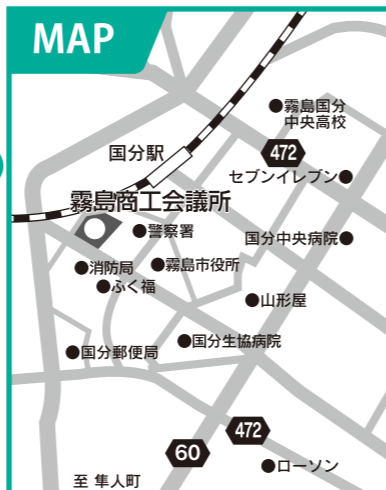 MAP
●霧島国分
中央高校
国分駅
472
セブンイレブン●
霧島商工会議所
●警察署
国分中央病院●
●消防局
●霧島市役所
●ふく福
●山形屋
●国分生協病院
●国分郵便局
472
60
●ローソン
至 隼人町